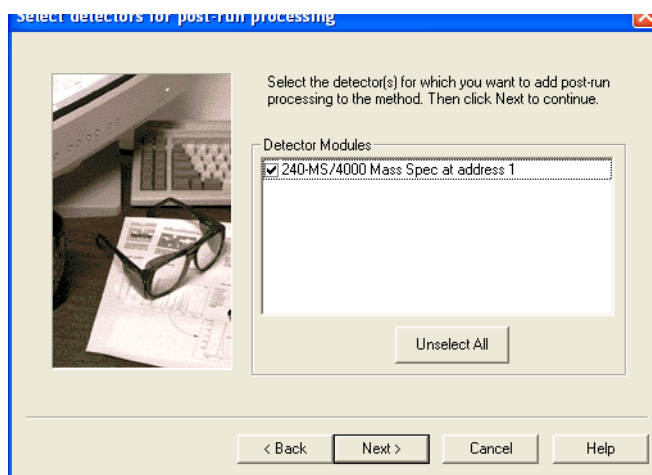 Select detectors for post-run processing
Select the detector(s) for which you want to add post-run
processing to the method. Then click Next to continue.
Detector Modules
240-MS/4000 Mass Spec at address 1
Unselect All
< Back
Next >
Cancel
Help